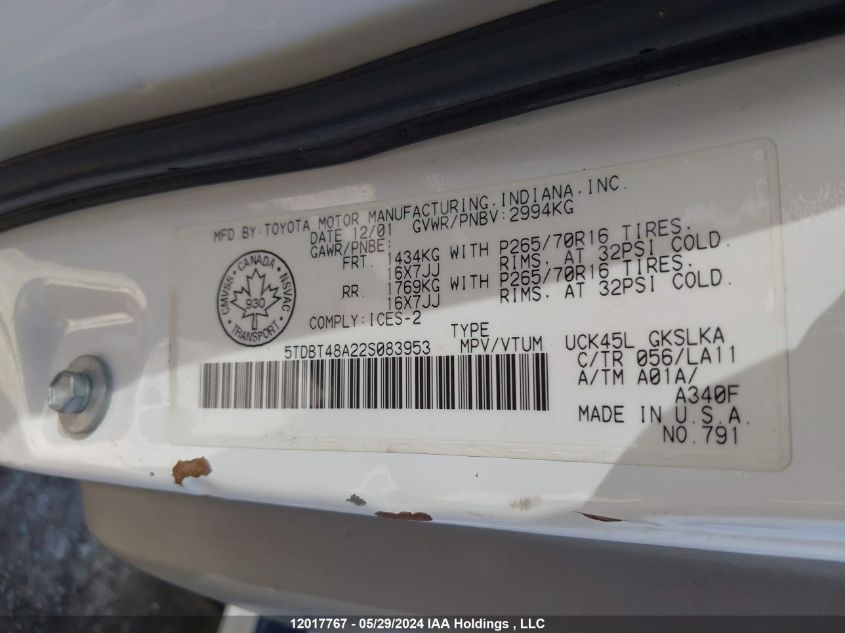 MFD.BY:TOYOTA MOTOR MANUFACTURING,INDIANA,INC.
DATE 12/01 GVWR/PNBV:2994KG
GAWR/PNBE:
FRT 1434KG WITH P265/70R16 TIRES.
16X7JJ RIMS, AT 32PSI COLD.
RR. 1769KG WITH P265/70R16 TIRES.
16X7JJ RIMS, AT 32PSI COLD.
COMPLY:ICES-2
CMVSS · CANADA · NSVAC
930
· TRANSPORT ·
5TDBT48A22S083953
TYPE
MPV/VTUM
UCK45L GKSLKA
C/TR 056/LA11
A/TM A01A/
A340F
MADE IN U.S.A.
NO.791
12017767 - 05/29/2024 IAA Holdings , LLC